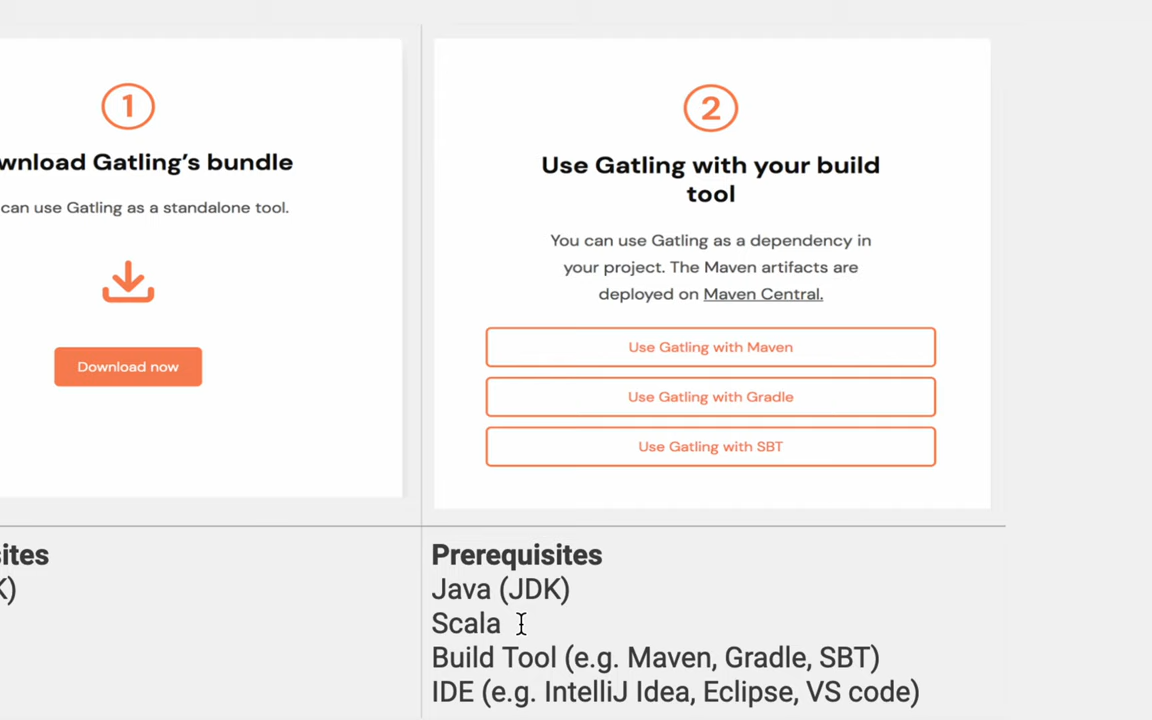 1
wnload Gatling's bundle
can use Gatling as a standalone tool.
Download now
2
Use Gatling with your build
tool
You can use Gatling as a dependency in
your project. The Maven artifacts are
deployed on Maven Central.
Use Gatling with Maven
Use Gatling with Gradle
Use Gatling with SBT
ites
K)
Prerequisites
Java (JDK)
Scala
Build Tool (e.g. Maven, Gradle, SBT)
IDE (e.g. IntelliJ Idea, Eclipse, VS code)